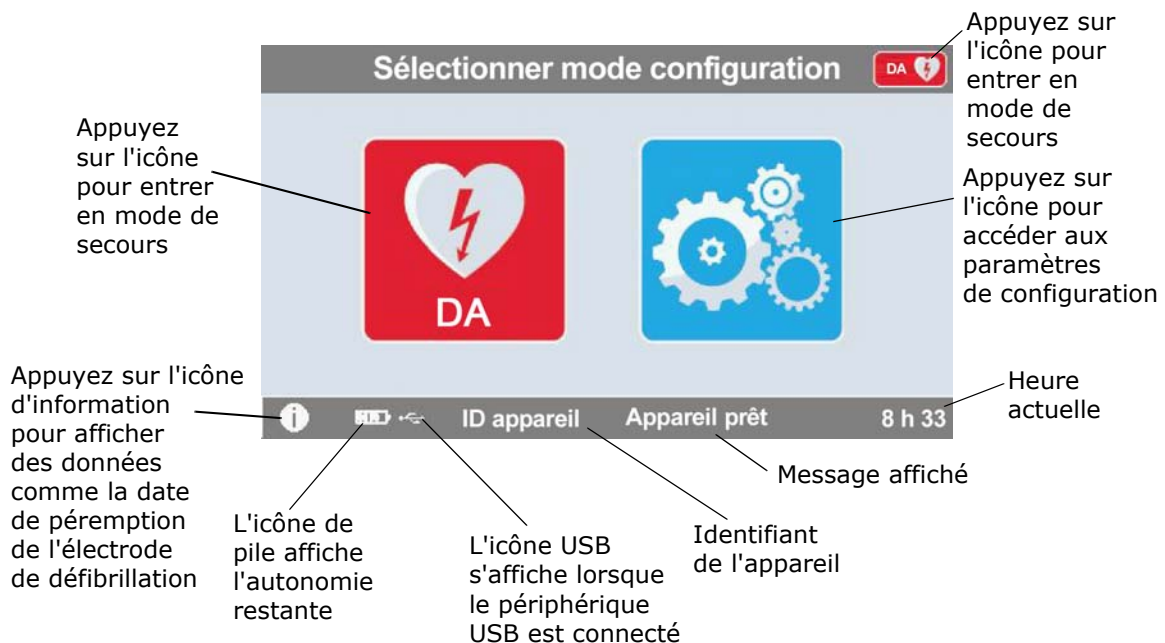 Appuyez sur
l'icône pour
entrer en
mode de
secours
Sélectionner mode configuration
DA
Appuyez
sur l'icône
pour entrer
en mode de
secours
DA
Appuyez sur
l'icône pour
accéder aux
paramètres
de configuration
Appuyez sur l'icône
d'information
pour afficher
des données
comme la date
de péremption
de l'électrode
de défibrillation
i
ID appareil
Appareil prêt
8 h 33
Heure
actuelle
L'icône de
pile affiche
l'autonomie
restante
L'icône USB
s'affiche lorsque
le périphérique
USB est connecté
Identifiant
de l'appareil
Message affiché